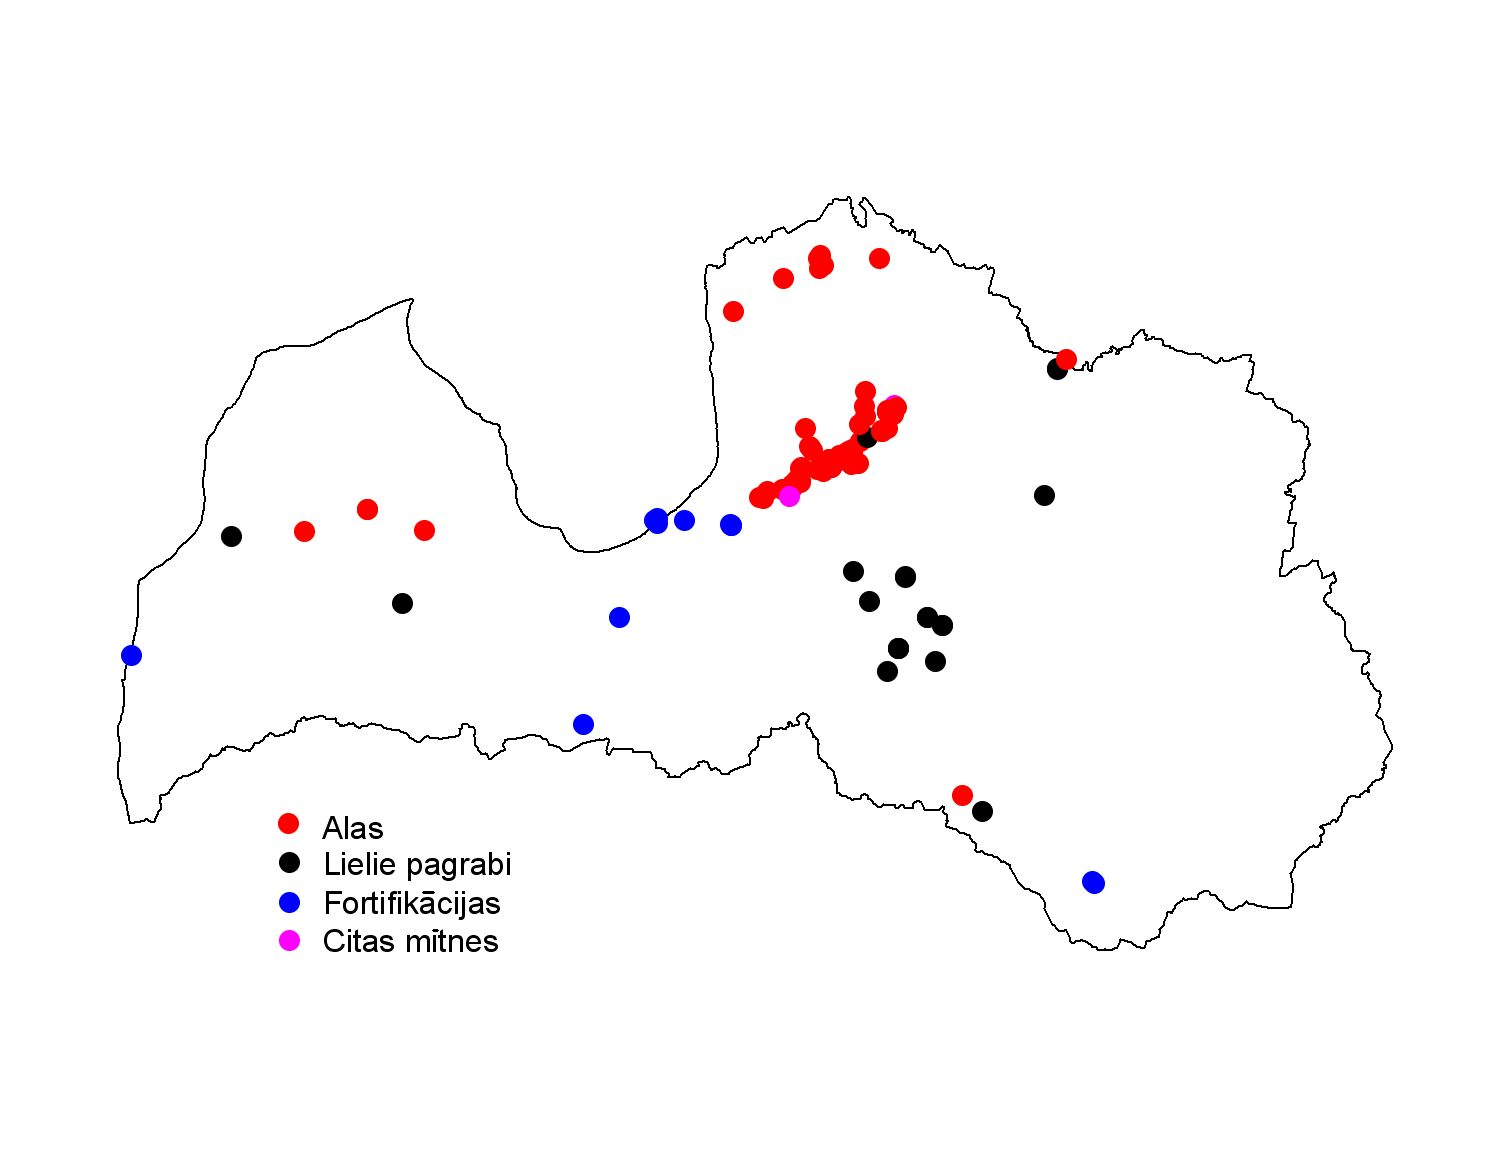 Alas
Lielie pagrabi
Fortifikācijas
Citas mītnes